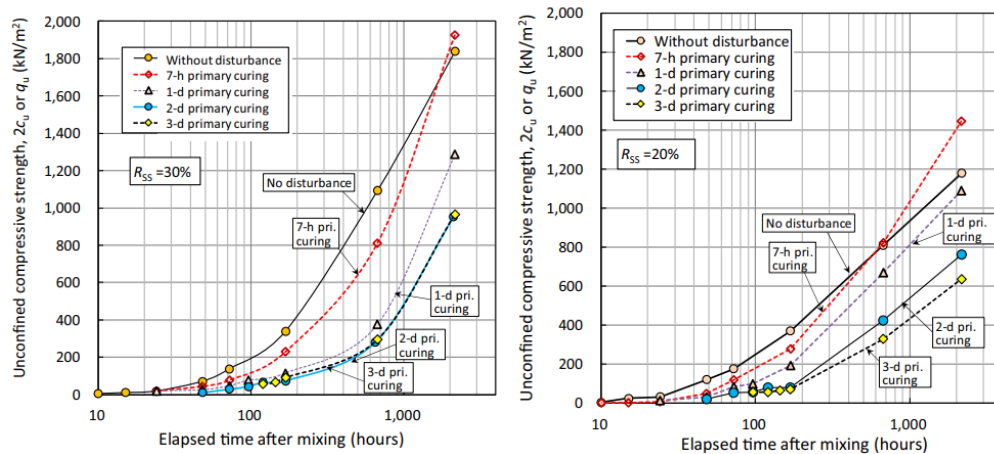 Unconfined compressive strength, 2cu or qu (kN/m²)
2,000
1,800
1,600
1,400
1,200
1,000
800
600
400
200
0
Without disturbance
7-h primary curing
1-d primary curing
2-d primary curing
3-d primary curing
RSS =30%
No disturbance
7-h pri.
curing
1-d pri.
curing
2-d pri.
curing
3-d pri.
curing
10
100
1,000
Elapsed time after mixing (hours)
Unconfined compressive strength, 2cu or qu (kN/m²)
2,000
1,800
1,600
1,400
1,200
1,000
800
600
400
200
0
Without disturbance
7-h primary curing
1-d primary curing
2-d primary curing
3-d primary curing
RSS =20%
No disturbance
7-h pri.
curing
1-d pri.
curing
2-d pri.
curing
3-d pri.
curing
10
100
1,000
Elapsed time after mixing (hours)